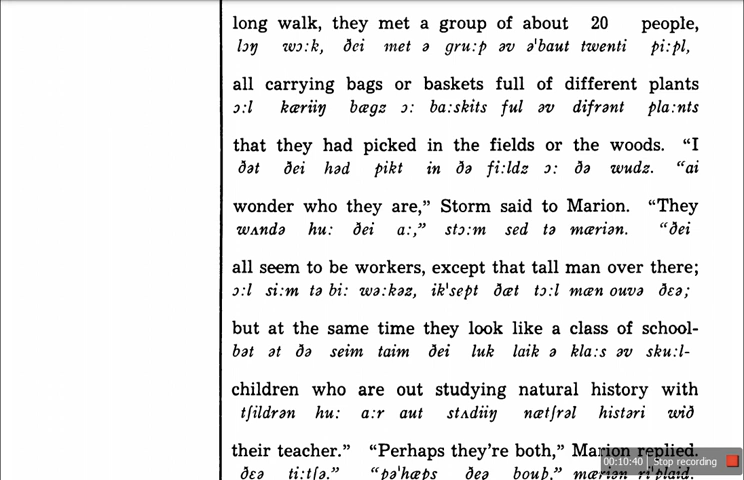 long walk, they met a group of about 20 people,
lɔŋ wɔ:k, ðei met ə gru:p əv ə'baut twenti pi:pl,
all carrying bags or baskets full of different plants
ɔ:l kæriiŋ bægz ɔ: ba:skits ful əv difrənt pla:nts
that they had picked in the fields or the woods. “I
ðət ðei həd pikt in ðə fi:ldz ɔ: ðə wudz. “ai
wonder who they are,” Storm said to Marion. “They
wʌndə hu: ðei a:,” stɔ:m sed tə mæriən. “ðei
all seem to be workers, except that tall man over there;
ɔ:l si:m tə bi: wə:kəz, ik'sept ðæt tɔ:l mæn ouvə ðɛə;
but at the same time they look like a class of school-
bət ət ðə seim taim ðei luk laik ə kla:s əv sku:l-
children who are out studying natural history with
tʃildrən hu: a:r aut stʌdiiŋ nætʃrəl histəri wið
their teacher.” “Perhaps they're both,” Marion replied.
ðɛə ti:tʃə.” “pə'hæps ðeə bouþ,” mæriən ri'plaid.
00:10:40 Stop recording